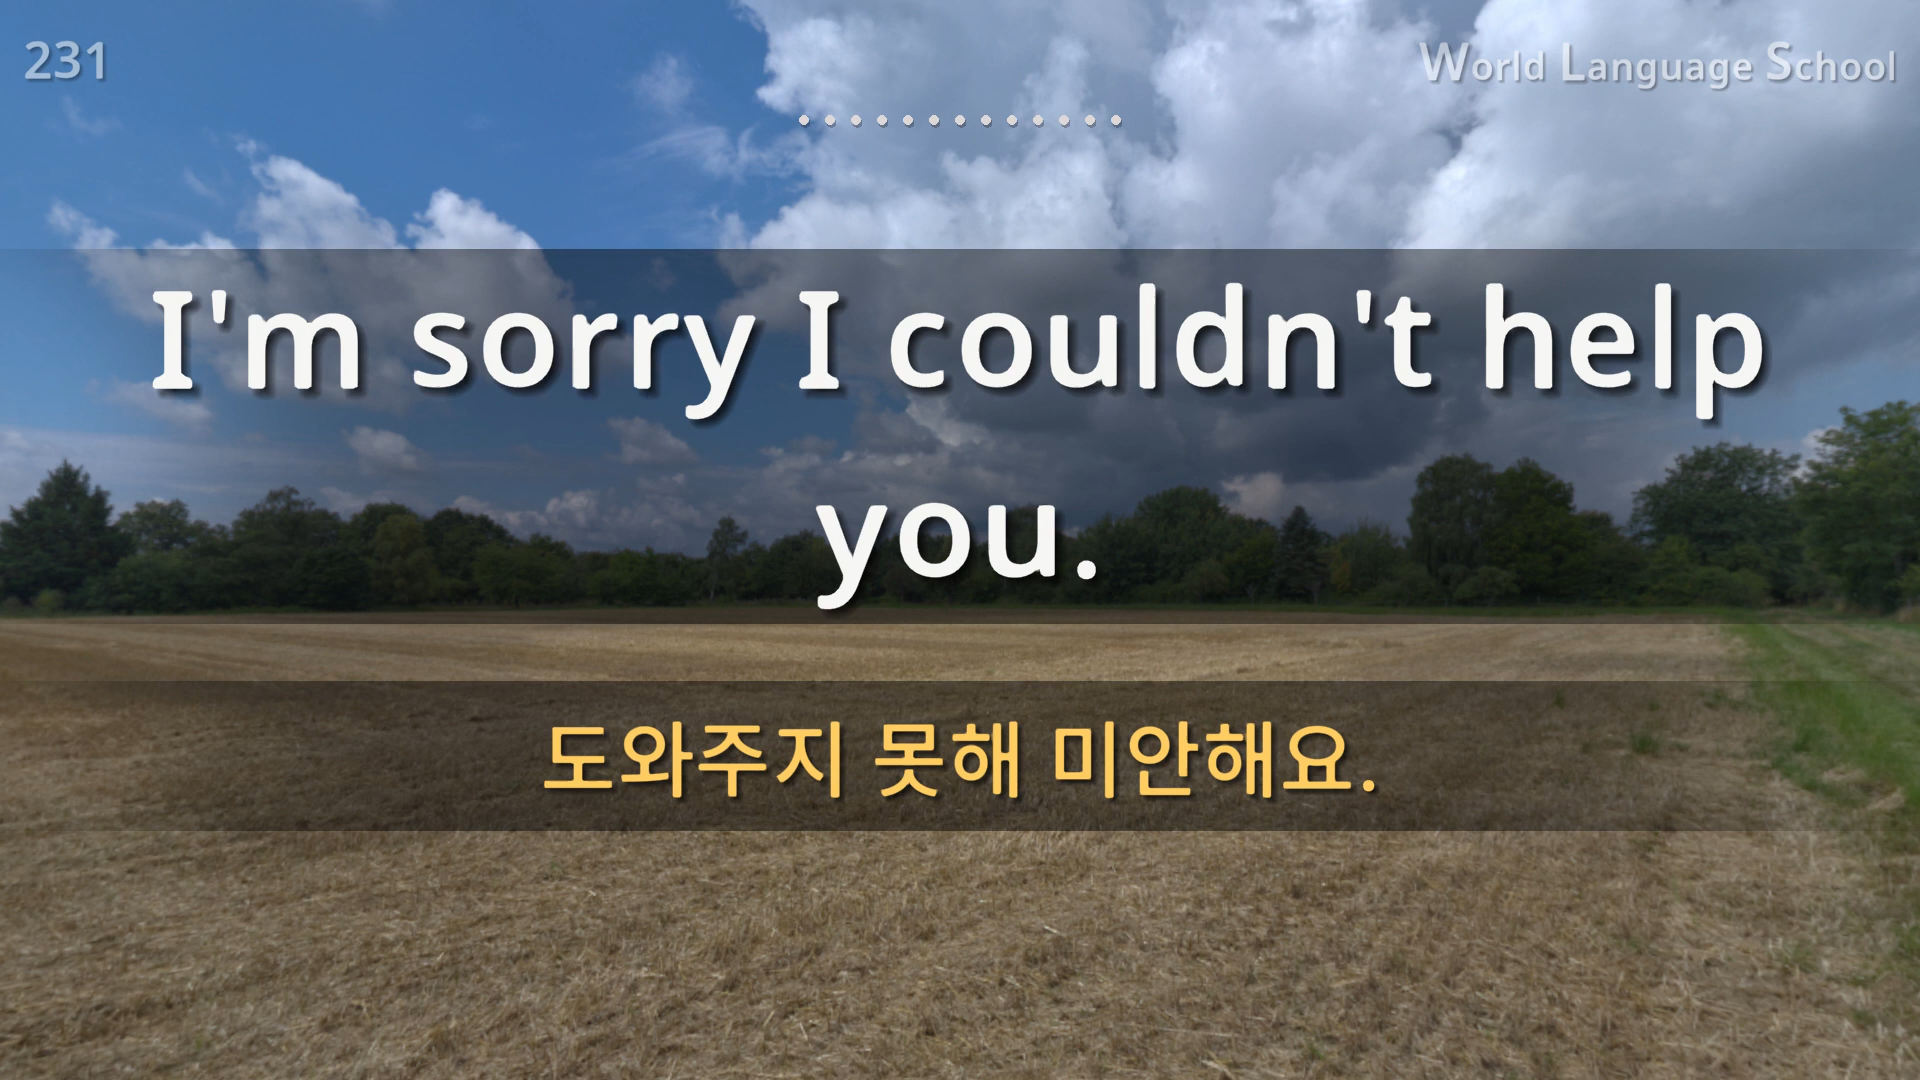 231
World Language School
I'm sorry I couldn't help
you.
도와주지 못해 미안해요.